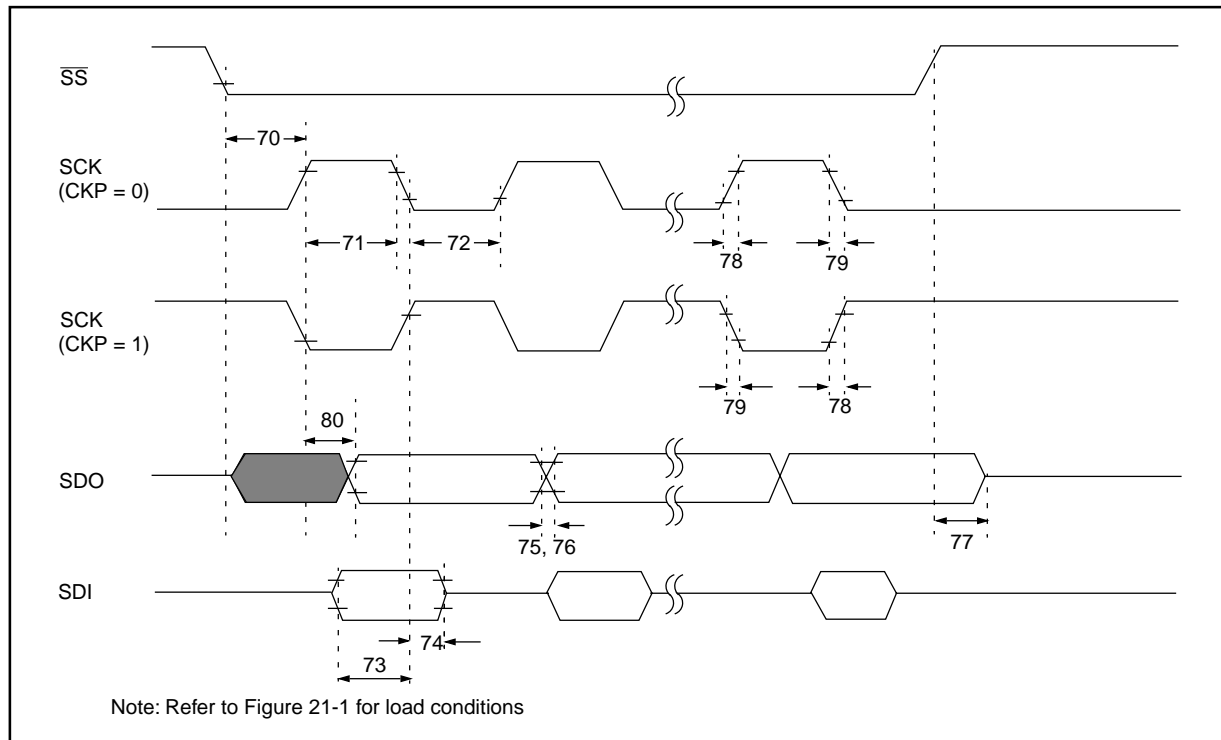 SS
70
SCK
(CKP = 0)
71
72
78
79
SCK
(CKP = 1)
79
78
80
SDO
75, 76
77
SDI
74
73
Note: Refer to Figure 21-1 for load conditions